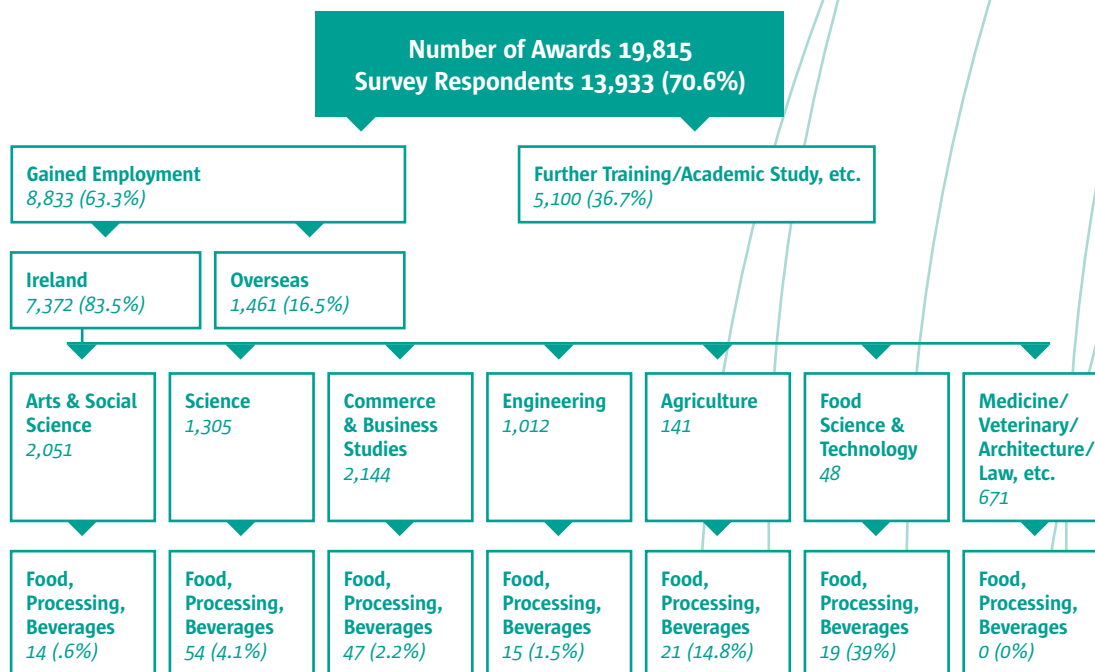 Number of Awards 19,815
Survey Respondents 13,933 (70.6%)
Gained Employment
8,833 (63.3%)
Further Training/Academic Study, etc.
5,100 (36.7%)
Ireland
7,372 (83.5%)
Overseas
1,461 (16.5%)
Arts & Social
Science
2,051
Science
1,305
Commerce
& Business
Studies
2,144
Engineering
1,012
Agriculture
141
Food
Science &
Technology
48
Medicine/
Veterinary/
Architecture/
Law, etc.
671
Food,
Processing,
Beverages
14 (.6%)
Food,
Processing,
Beverages
54 (4.1%)
Food,
Processing,
Beverages
47 (2.2%)
Food,
Processing,
Beverages
15 (1.5%)
Food,
Processing,
Beverages
21 (14.8%)
Food,
Processing,
Beverages
19 (39%)
Food,
Processing,
Beverages
0 (0%)